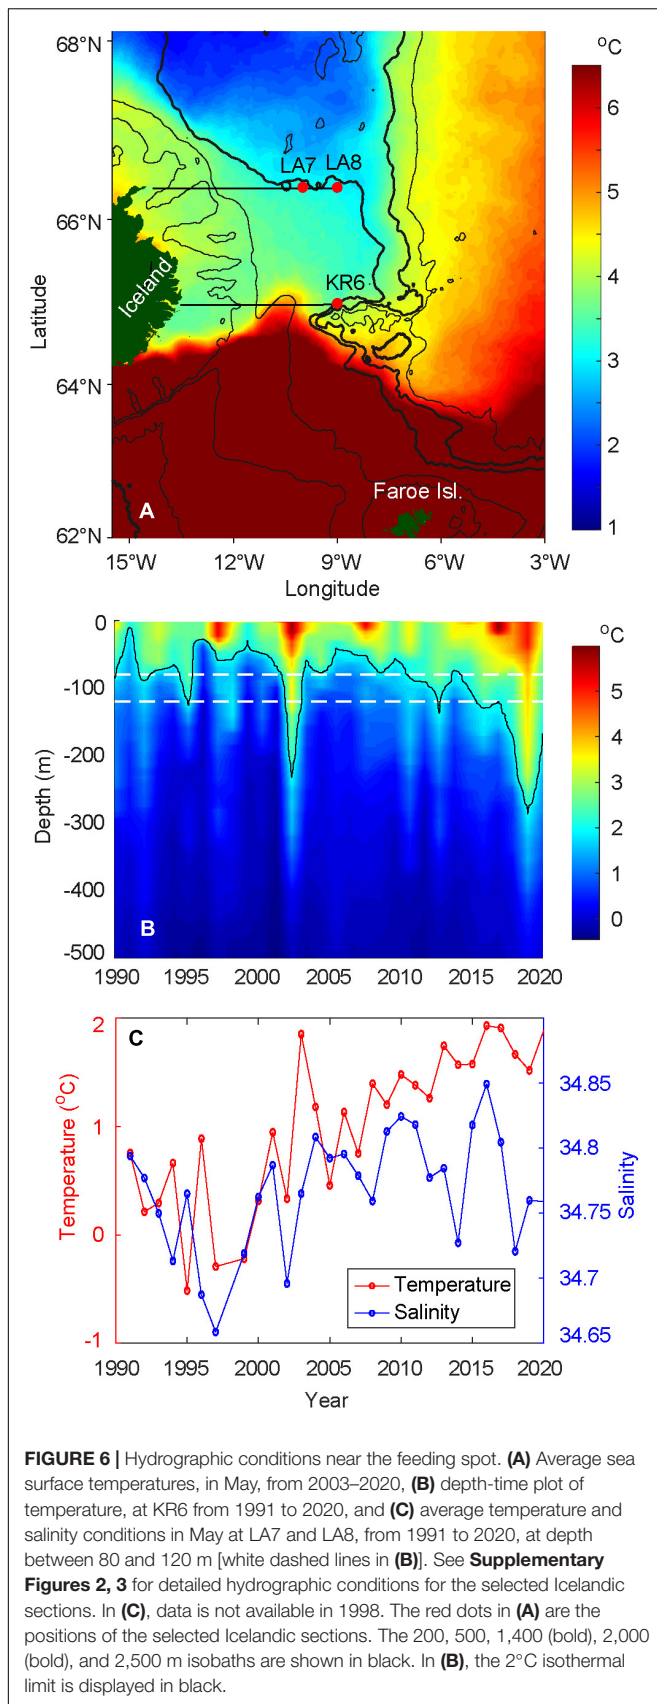 68°N
66°N
64°N
62°N
Latitude
LA7 LA8
KR6
Iceland
Faroe Isl.
A
15°W 12°W 9°W 6°W 3°W
Longitude
°C
6
5
4
3
2
1
0
-100
-200
-300
-400
-500
Depth (m)
B
1990 1995 2000 2005 2010 2015 2020
°C
5
4
3
2
1
0
C
2
1
0
-1
Temperature (°C)
34.85
34.8
34.75
34.7
34.65
Salinity
Temperature
Salinity
1990 1995 2000 2005 2010 2015 2020
Year
FIGURE 6 | Hydrographic conditions near the feeding spot. (A) Average sea
surface temperatures, in May, from 2003–2020, (B) depth-time plot of
temperature, at KR6 from 1991 to 2020, and (C) average temperature and
salinity conditions in May at LA7 and LA8, from 1991 to 2020, at depth
between 80 and 120 m [white dashed lines in (B)]. See Supplementary
Figures 2, 3 for detailed hydrographic conditions for the selected Icelandic
sections. In (C), data is not available in 1998. The red dots in (A) are the
positions of the selected Icelandic sections. The 200, 500, 1,400 (bold), 2,000
(bold), and 2,500 m isobaths are shown in black. In (B), the 2°C isothermal
limit is displayed in black.